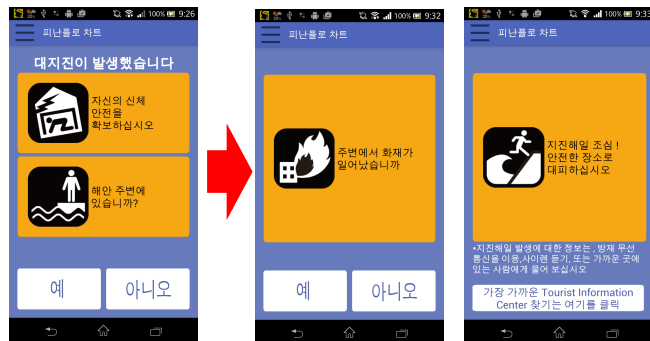 100% 9:26
피난플로 차트
대지진이 발생했습니다
자신의 신체
안전을
확보하십시오
해안 주변에
있습니까?
예
아니오
100% 9:32
피난플로 차트
주변에서 화재가
일어났습니까
예
아니오
100% 9:33
피난플로 차트
지진해일 조심 !
안전한 장소로
대피하십시오
*지진해일 발생에 대한 정보는, 방재 무선
통신을 이용,사이렌 듣기, 또는 가까운 곳에
있는 사람에게 물어 보십시오
가장 가까운 Tourist Information
Center 찾기는 여기를 클릭